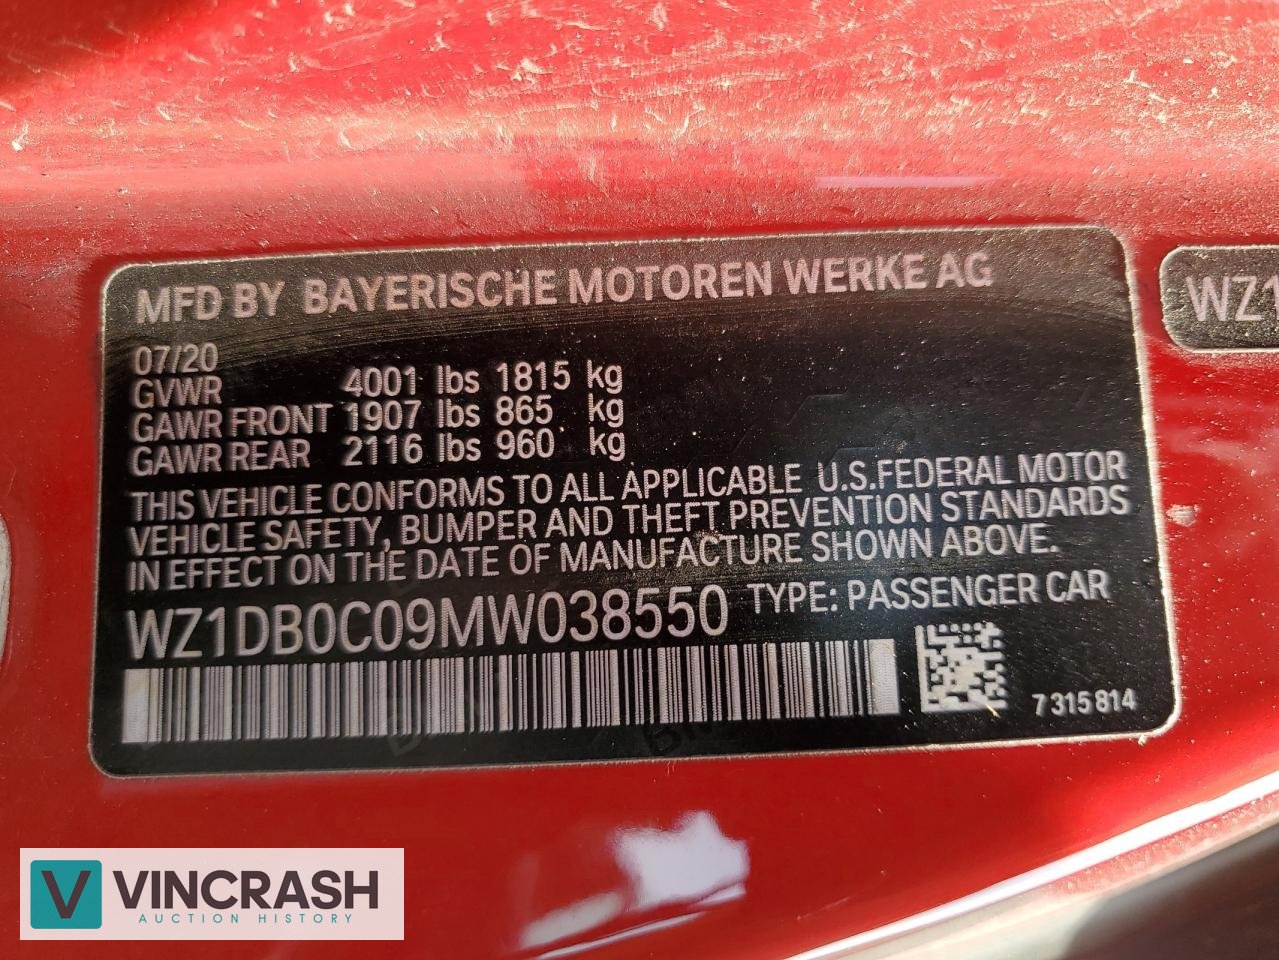 MFD BY BAYERISCHE MOTOREN WERKE AG
07/20
GVWR 4001 lbs 1815 kg
GAWR FRONT 1907 lbs 865 kg
GAWR REAR 2116 lbs 960 kg
THIS VEHICLE CONFORMS TO ALL APPLICABLE U.S.FEDERAL MOTOR
VEHICLE SAFETY, BUMPER AND THEFT PREVENTION STANDARDS
IN EFFECT ON THE DATE OF MANUFACTURE SHOWN ABOVE.
WZ1DB0C09MW038550 TYPE: PASSENGER CAR
7 315 814
WZ1
V VINCRASH
AUCTION HISTORY